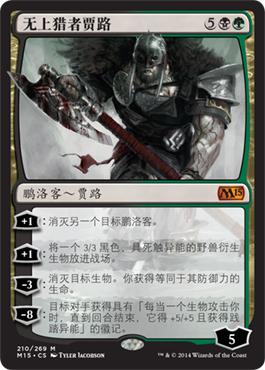 无上猎者贾路 5
M15
鹏洛客～贾路
+1: 消灭另一个目标鹏洛客。
+1: 将一个 3/3 黑色，具死触异能的野兽衍生
生物放进战场。
-3: 消灭目标生物。你获得等同于其防御力的
生命。
-8: 目标对手获得具有「每当一个生物攻击你
时，直到回合结束，它得 +5/+5 且获得践
踏异能」的徽记。
5
210/269 M
M15 • CS TYLER JACOBSON ™ & © 2014 Wizards of the Coast